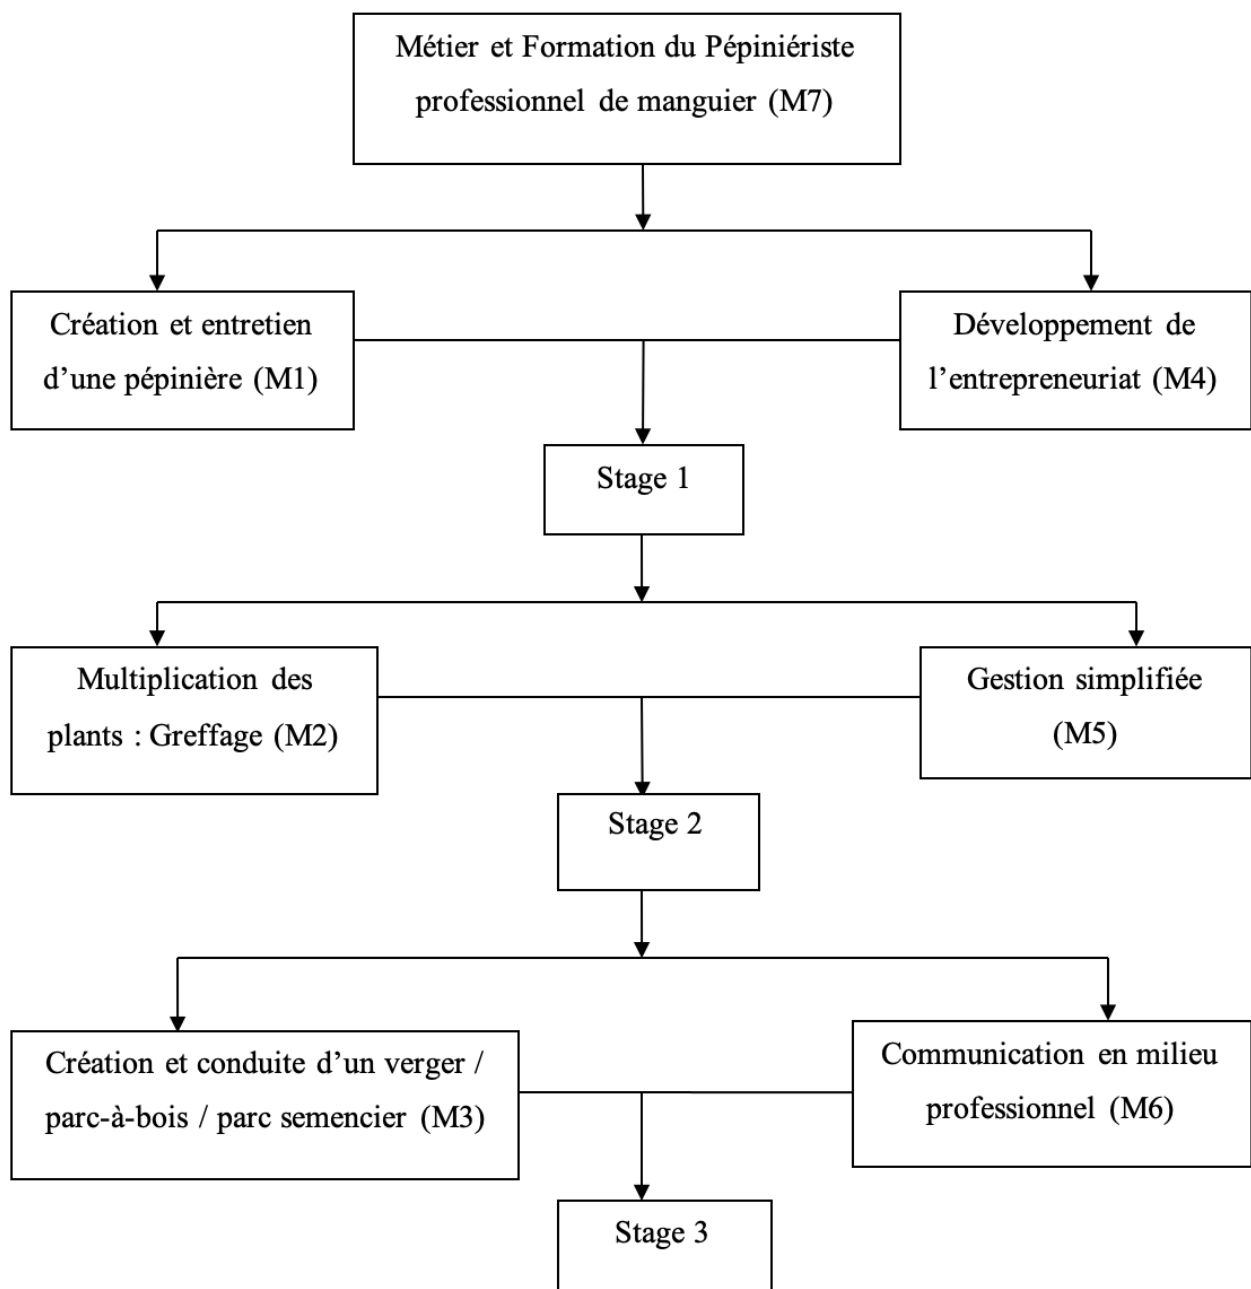 Métier et Formation du Pépiniériste
professionnel de manguier (M7)
Création et entretien
d’une pépinière (M1)
Développement de
l’entrepreneuriat (M4)
Stage 1
Multiplication des
plants : Greffage (M2)
Gestion simplifiée
(M5)
Stage 2
Création et conduite d’un verger /
parc-à-bois / parc semencier (M3)
Communication en milieu
professionnel (M6)
Stage 3